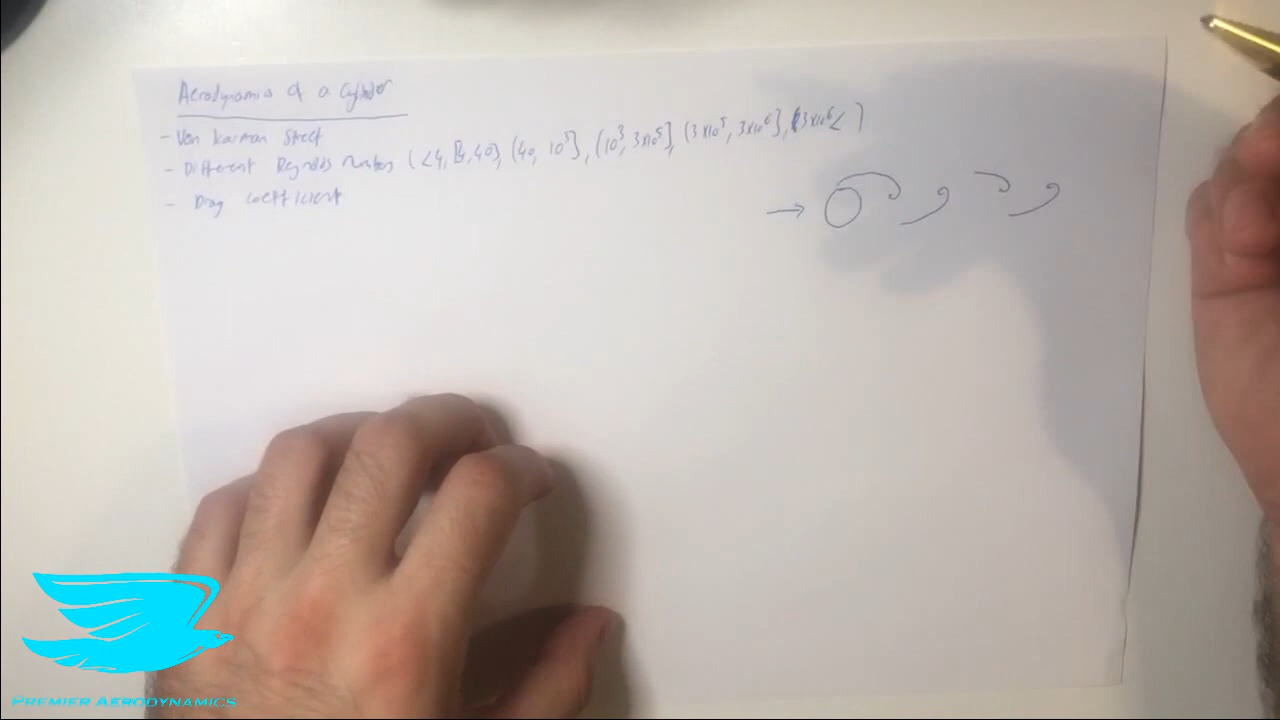 Aerodynamics of a Cylinder
- Von Karman Street
- Different Reynolds numbers (<4, [4,40], (40, 10³], (10³, 3x10⁵], (3x10⁵, 3x10⁶], (3x10⁶< )
- Drag coefficient
PREMIER AERODYNAMICS